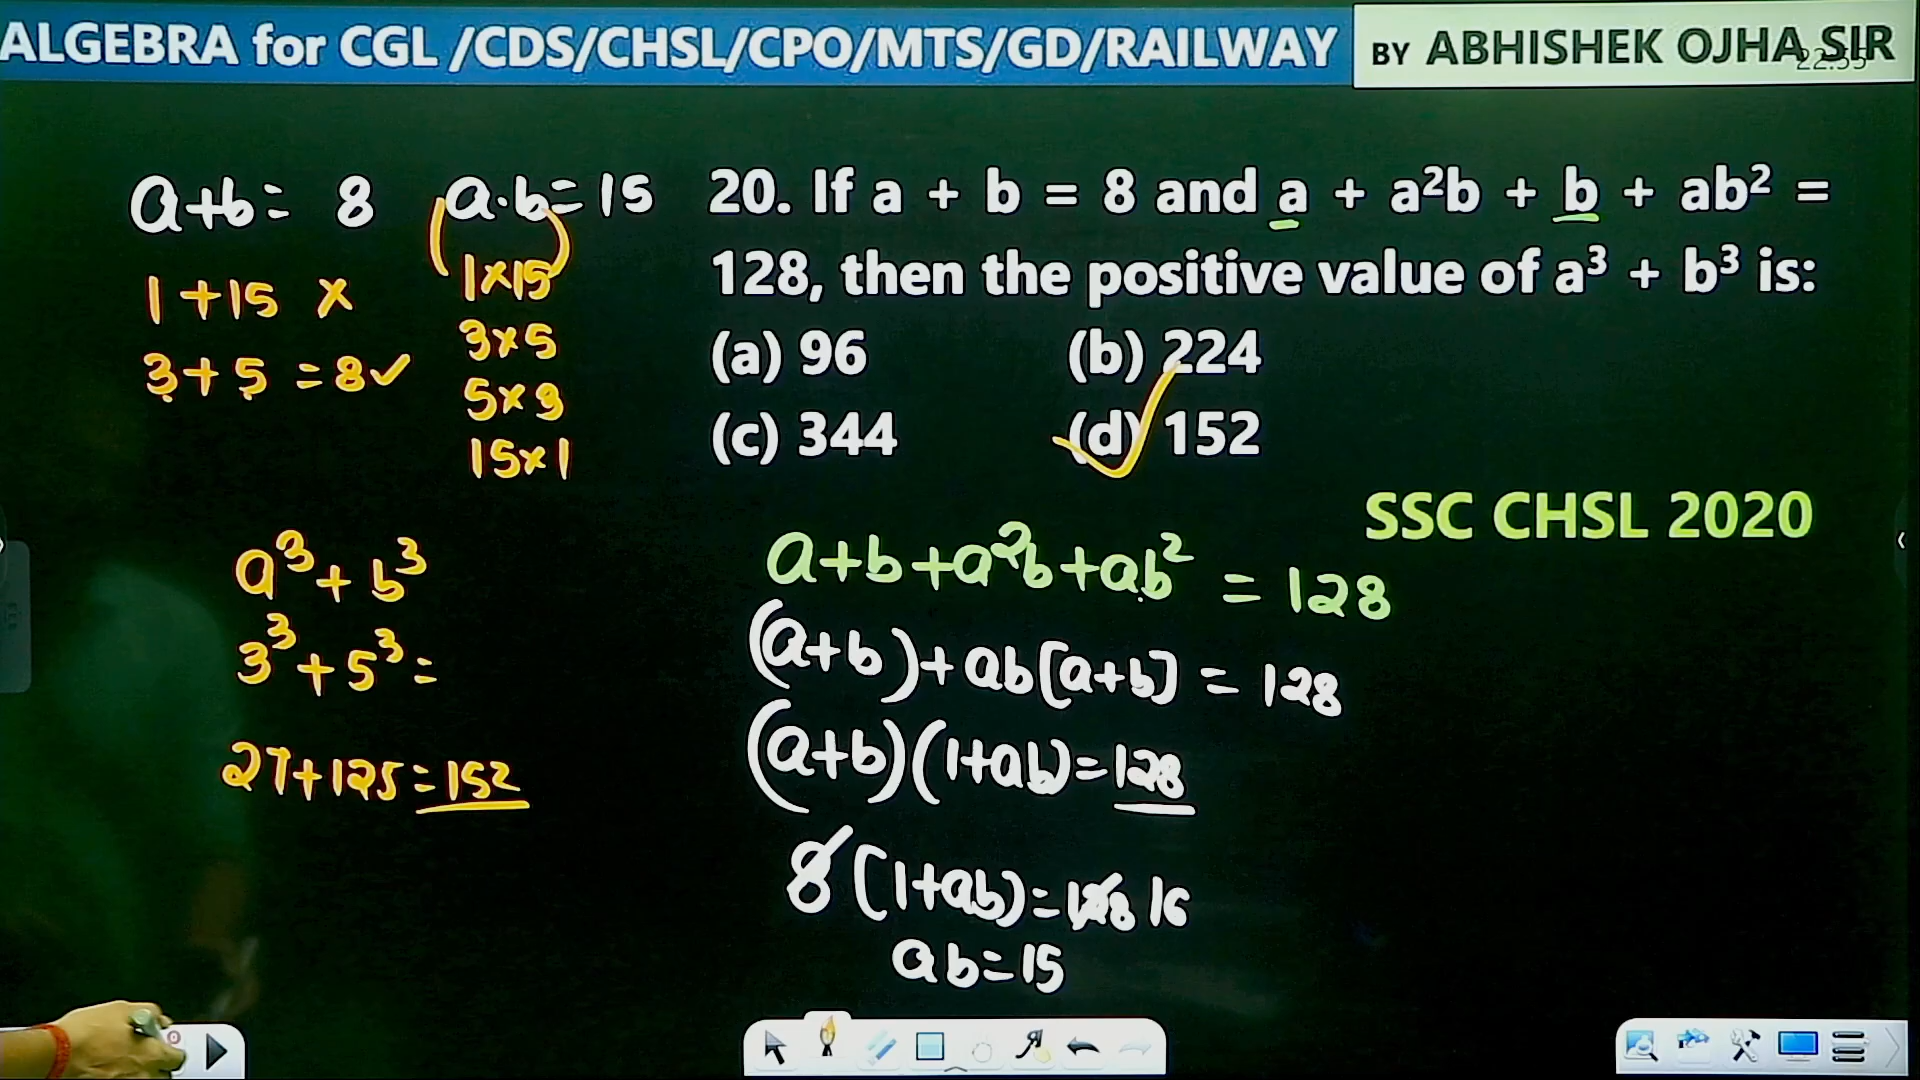 ALGEBRA for CGL /CDS/CHSL/CPO/MTS/GD/RAILWAY BY ABHISHEK OJHA SIR
20. If a + b = 8 and a + a²b + b + ab² =
128, then the positive value of a³ + b³ is:
(a) 96 (b) 224
(c) 344 (d) 152
SSC CHSL 2020
a+b= 8 a·b=15
1+15 ×
3+5=8✓
1×15
3×5
5×3
15×1
a³+b³
3³+5³=
27+125=152
a+b+a²b+ab²=128
(a+b)+ab[a+b]=128
(a+b)(1+ab)=128
8(1+ab)=128 16
ab=15